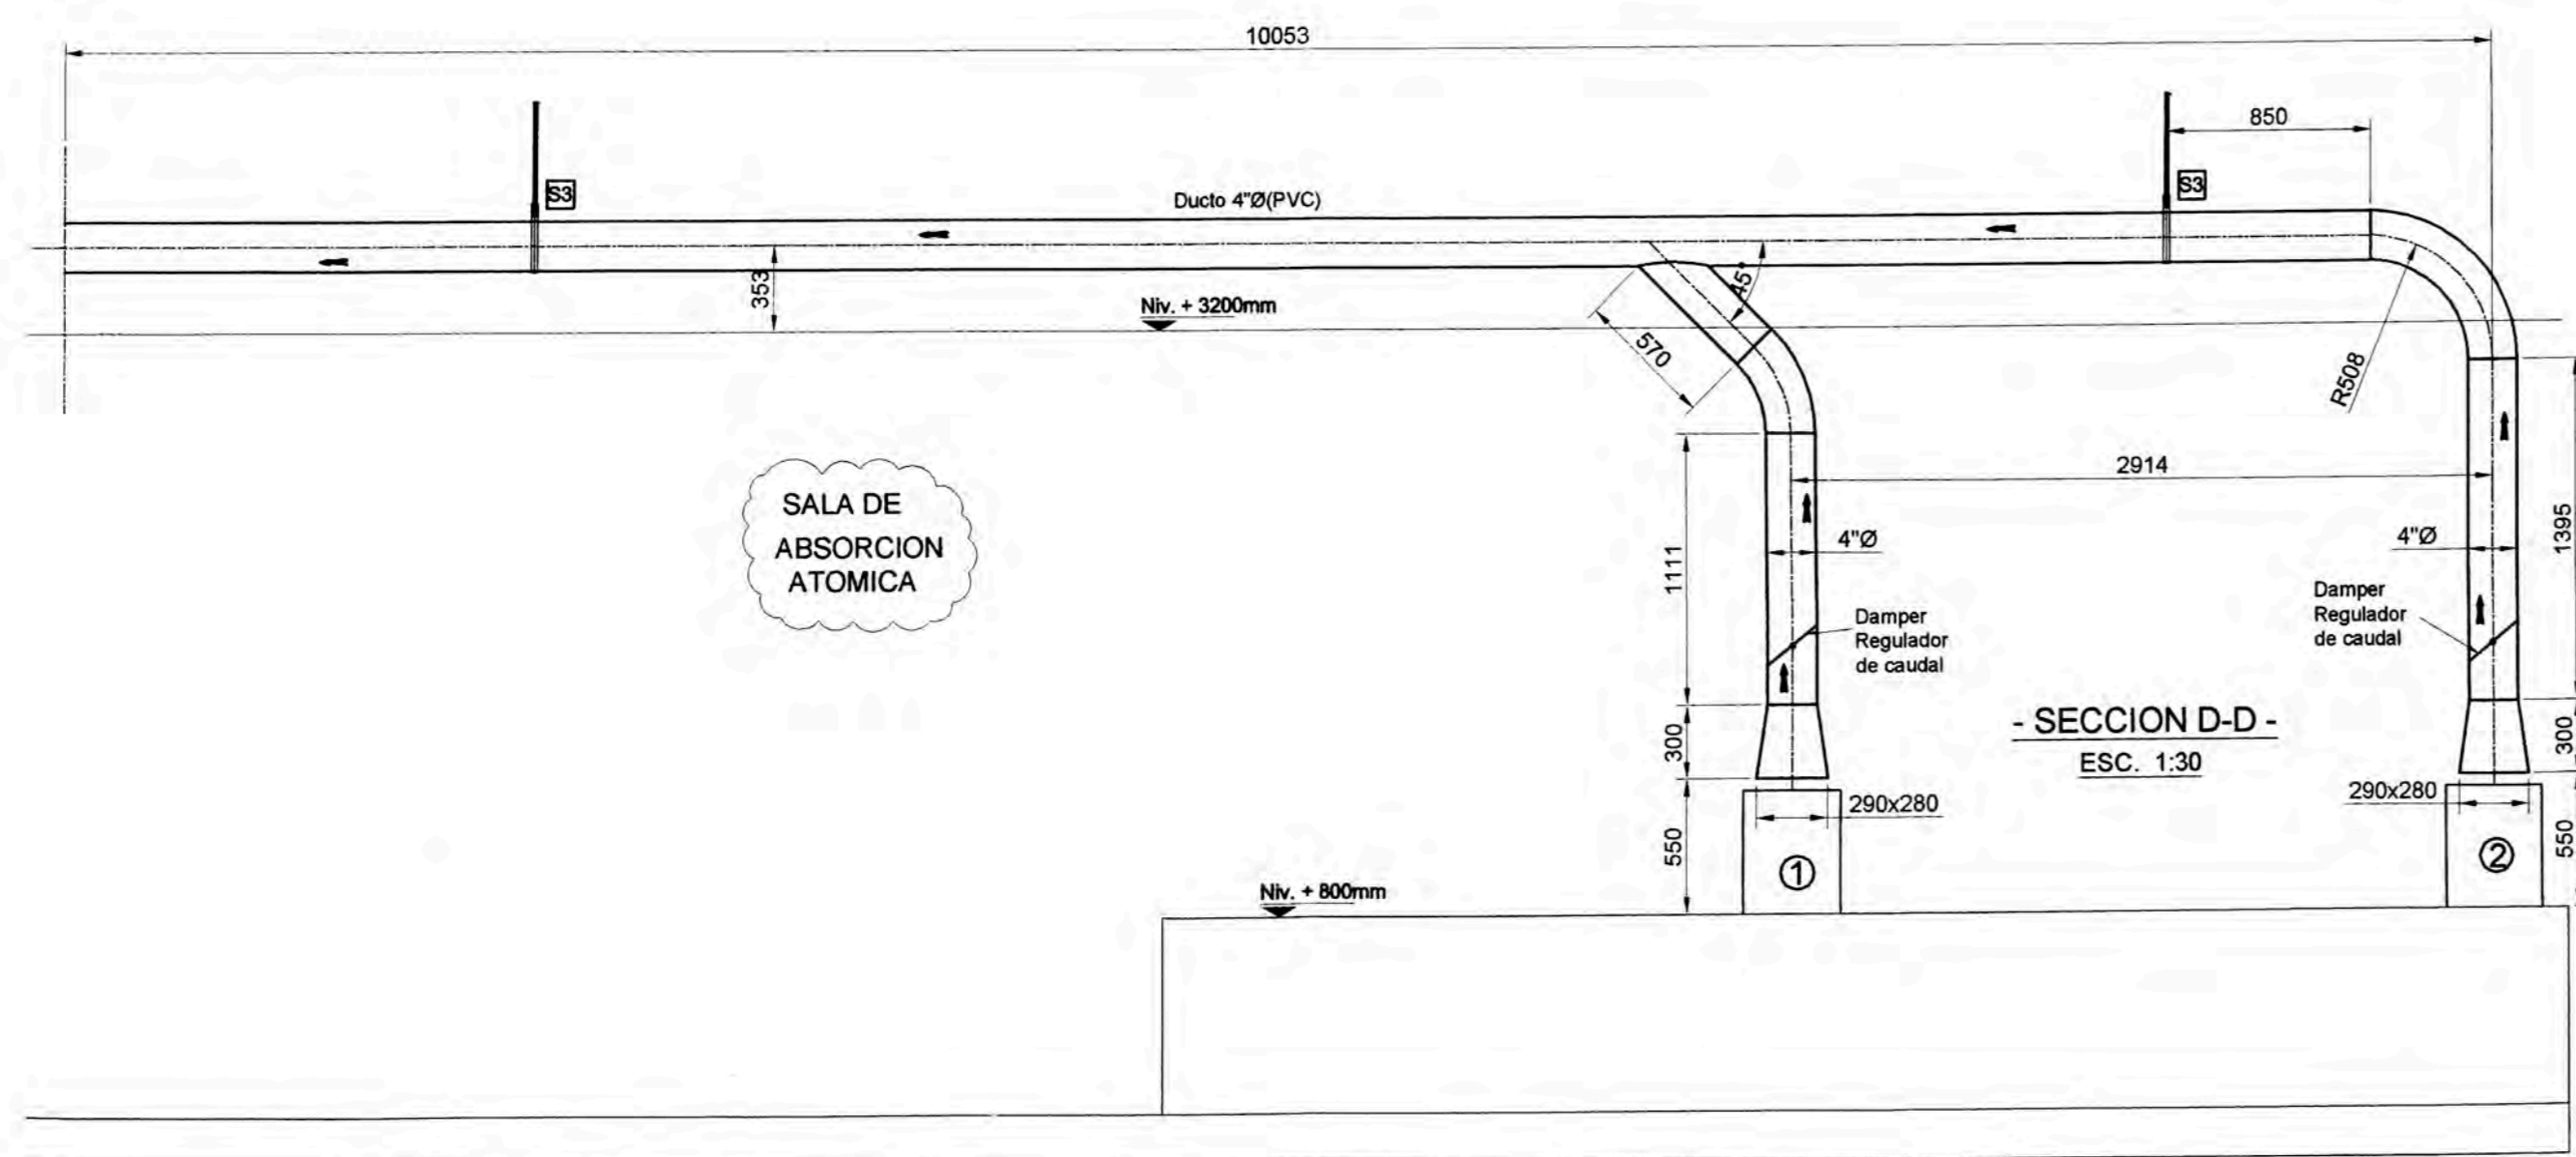 10053
850
S3
S3
Ducto 4"Ø(PVC)
353
45°
Niv. + 3200mm
570
R508
2914
SALA DE
ABSORCION
ATOMICA
1111
4"Ø
4"Ø
1395
Damper
Regulador
de caudal
Damper
Regulador
de caudal
- SECCION D-D -
ESC. 1:30
300
300
290x280
290x280
550
550
1
2
Niv. + 800mm